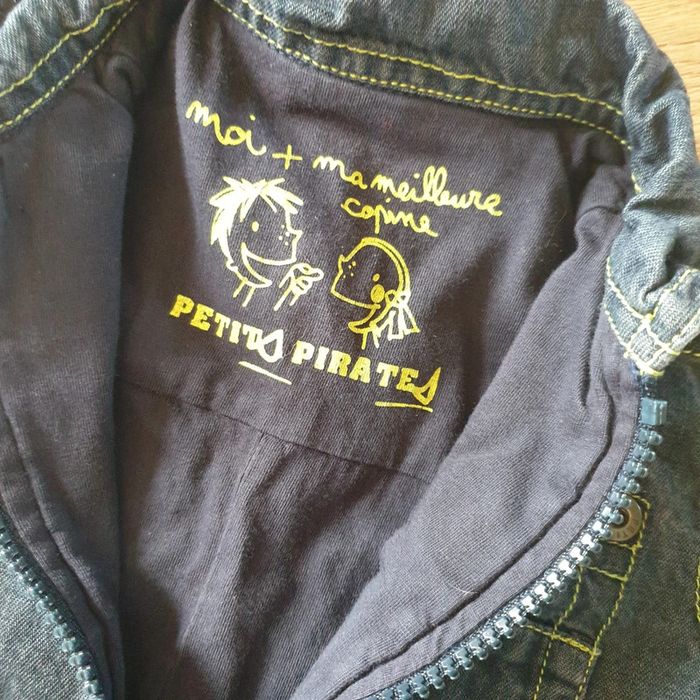 moi + ma meilleure
copine
PETITS PIRATES